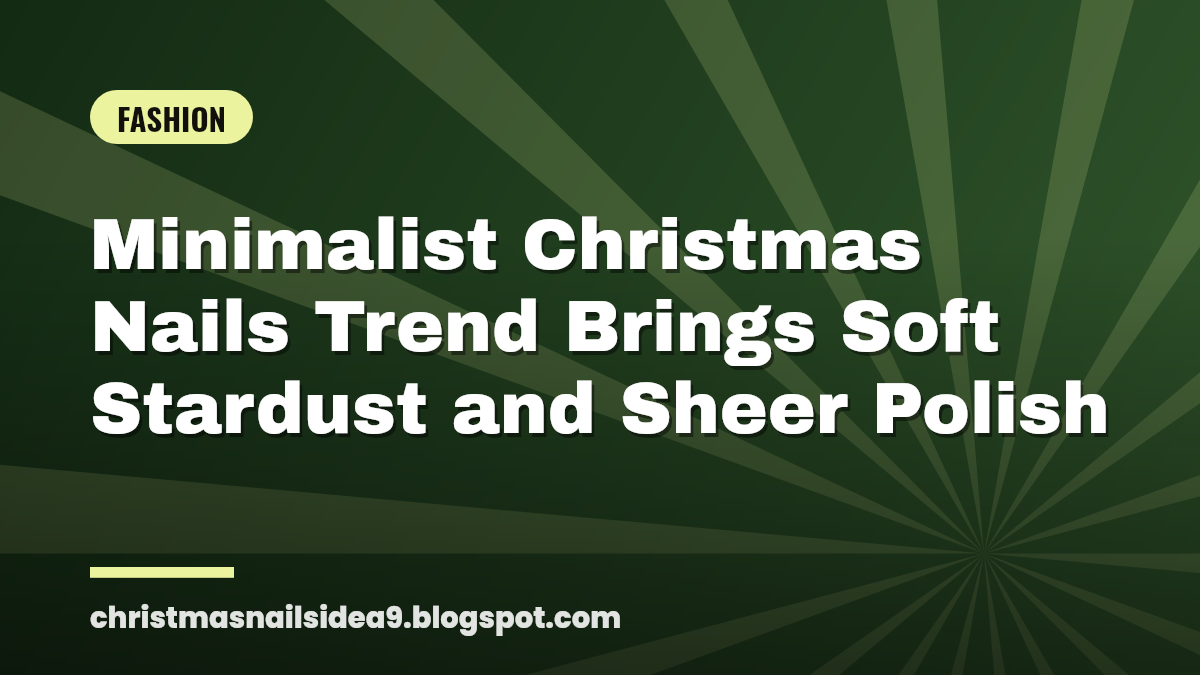 FASHION
Minimalist Christmas
Nails Trend Brings Soft
Stardust and Sheer Polish
christmasnailsidea9.blogspot.com